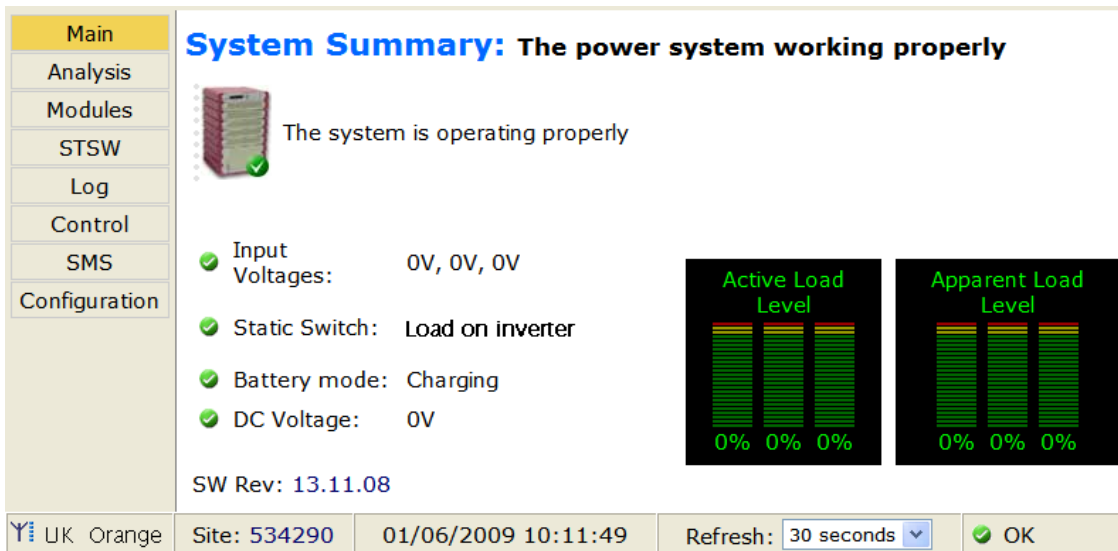 Main
Analysis
Modules
STSW
Log
Control
SMS
Configuration
System Summary: The power system working properly
The system is operating properly
Input
Voltages: 0V, 0V, 0V
Static Switch: Load on inverter
Battery mode: Charging
DC Voltage: 0V
Active Load
Level
0% 0% 0%
Apparent Load
Level
0% 0% 0%
SW Rev: 13.11.08
UK Orange Site: 534290 01/06/2009 10:11:49 Refresh: 30 seconds OK